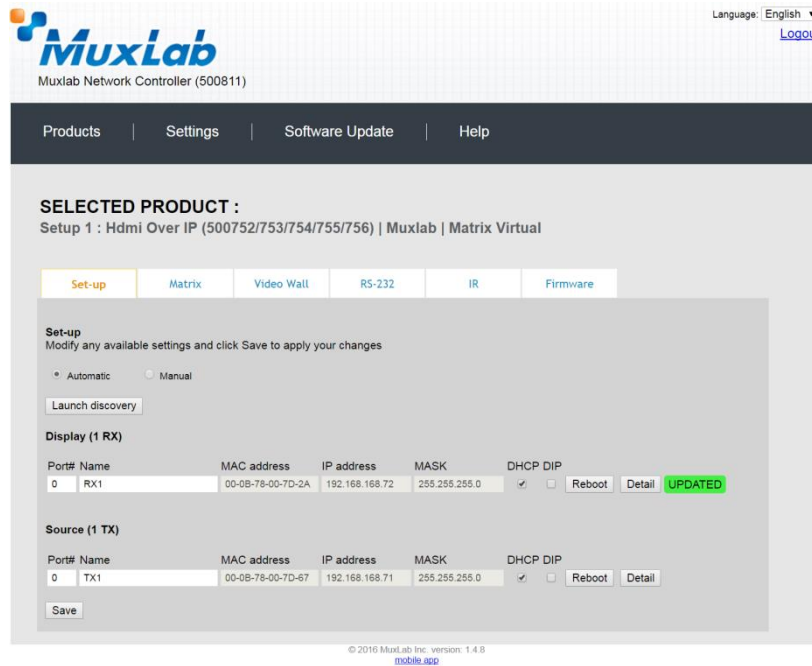 Language: English
Logou
MuxLab
Muxlab Network Controller (500811)
Products | Settings | Software Update | Help
SELECTED PRODUCT :
Setup 1 : Hdmi Over IP (500752/753/754/755/756) | Muxlab | Matrix Virtual
Set-up Matrix Video Wall RS-232 IR Firmware
Set-up
Modify any available settings and click Save to apply your changes
Automatic Manual
Launch discovery
Display (1 RX)
Port# Name MAC address IP address MASK DHCP DIP
0 RX1 00-0B-78-00-7D-2A 192.168.168.72 255.255.255.0 Reboot Detail UPDATED
Source (1 TX)
Port# Name MAC address IP address MASK DHCP DIP
0 TX1 00-0B-78-00-7D-67 192.168.168.71 255.255.255.0 Reboot Detail
Save
© 2016 MuxLab Inc. version: 1.4.8
mobile app